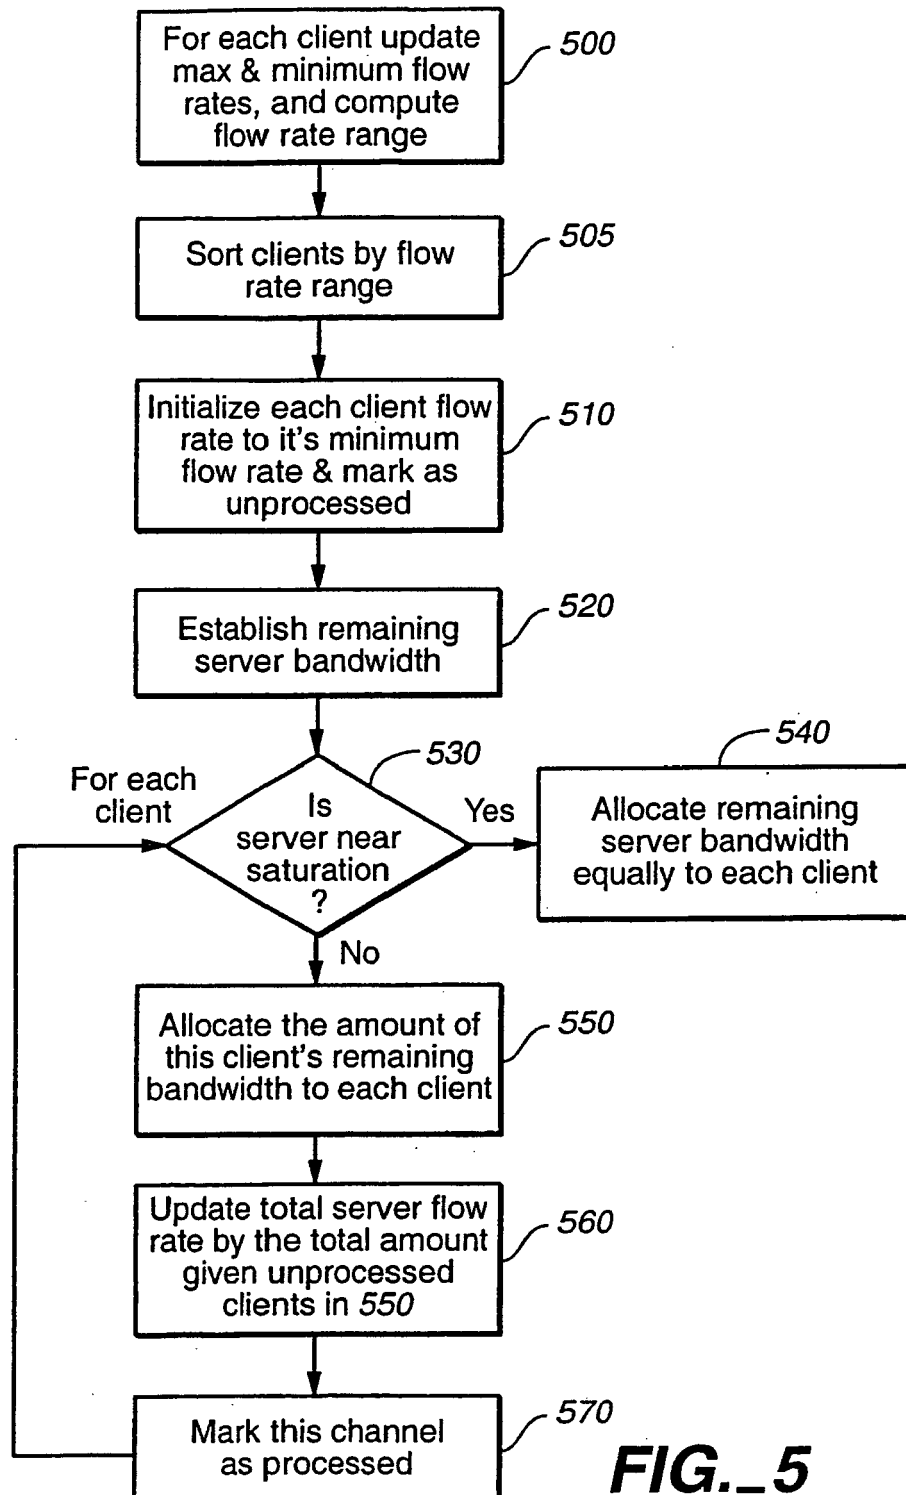 For each client update
max & minimum flow
rates, and compute
flow rate range
500
Sort clients by flow
rate range
505
Initialize each client flow
rate to it's minimum
flow rate & mark as
unprocessed
510
Establish remaining
server bandwidth
520
For each
client
Is
server near
saturation
?
530
Yes
540
Allocate remaining
server bandwidth
equally to each client
No
Allocate the amount of
this client's remaining
bandwidth to each client
550
Update total server flow
rate by the total amount
given unprocessed
clients in 550
560
Mark this channel
as processed
570
FIG._5